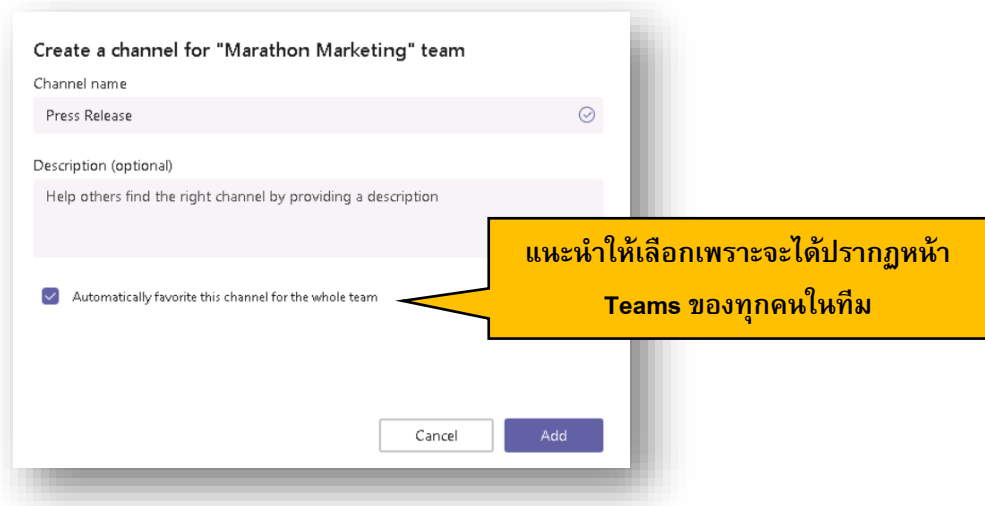 Create a channel for "Marathon Marketing" team
Channel name
Press Release
Description (optional)
Help others find the right channel by providing a description
แนะนำให้เลือกเพราะจะได้ปรากฏหน้า
Teams ของทุกคนในทีม
Automatically favorite this channel for the whole team
Cancel
Add